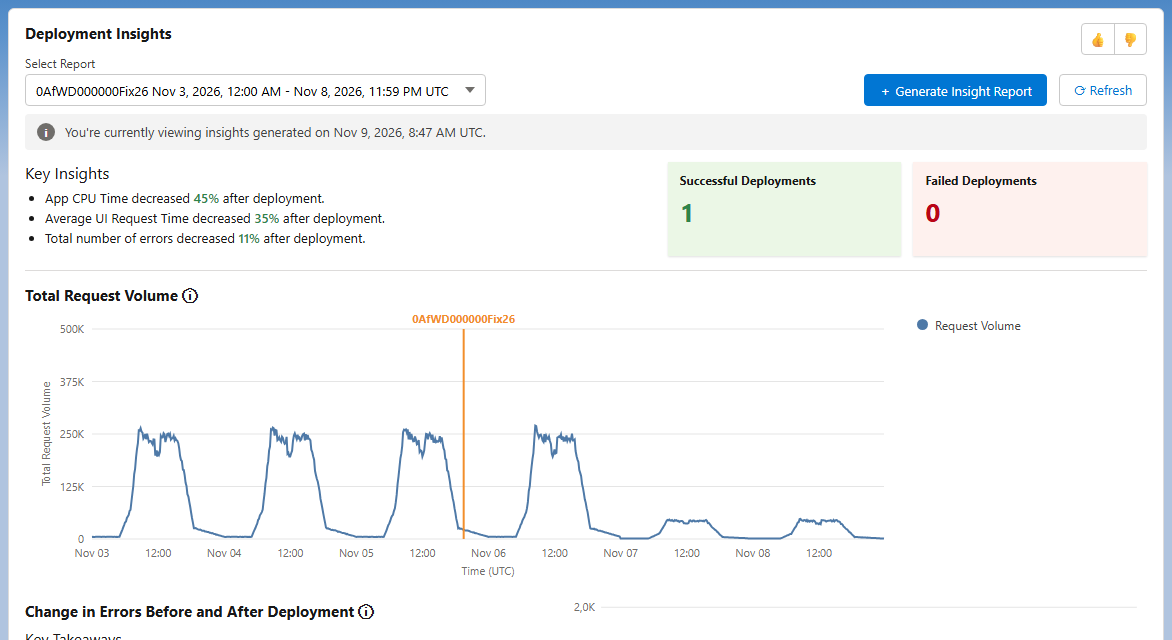 Deployment Insights
Select Report
0AfWD000000Fix26 Nov 3, 2026, 12:00 AM - Nov 8, 2026, 11:59 PM UTC
+ Generate Insight Report
Refresh
You're currently viewing insights generated on Nov 9, 2026, 8:47 AM UTC.
Key Insights
App CPU Time decreased 45% after deployment.
Average UI Request Time decreased 35% after deployment.
Total number of errors decreased 11% after deployment.
Successful Deployments
1
Failed Deployments
0
Total Request Volume
0AfWD000000Fix26
Request Volume
500K
375K
250K
125K
0
Total Request Volume
Nov 03 12:00 Nov 04 12:00 Nov 05 12:00 Nov 06 12:00 Nov 07 12:00 Nov 08 12:00
Time (UTC)
Change in Errors Before and After Deployment
2,0K
Key Takeaways